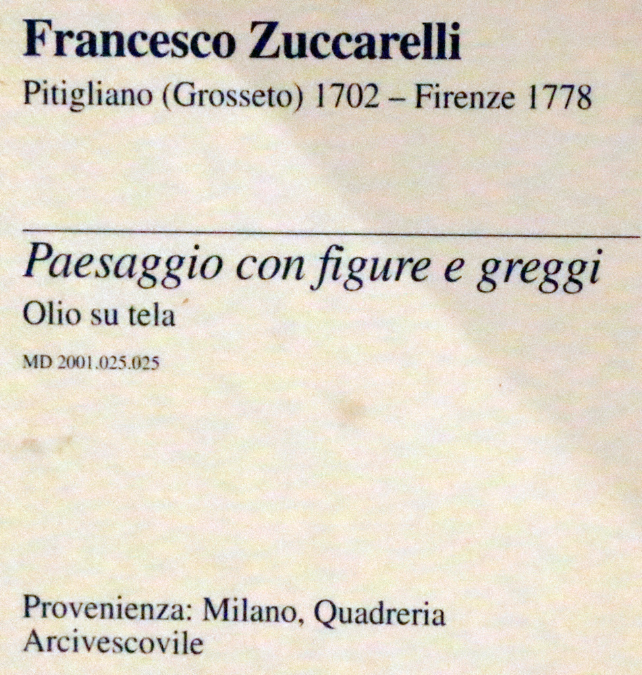 Francesco Zuccarelli
Pitigliano (Grosseto) 1702 – Firenze 1778
Paesaggio con figure e greggi
Olio su tela
MD 2001.025.025
Provenienza: Milano, Quadreria
Arcivescovile